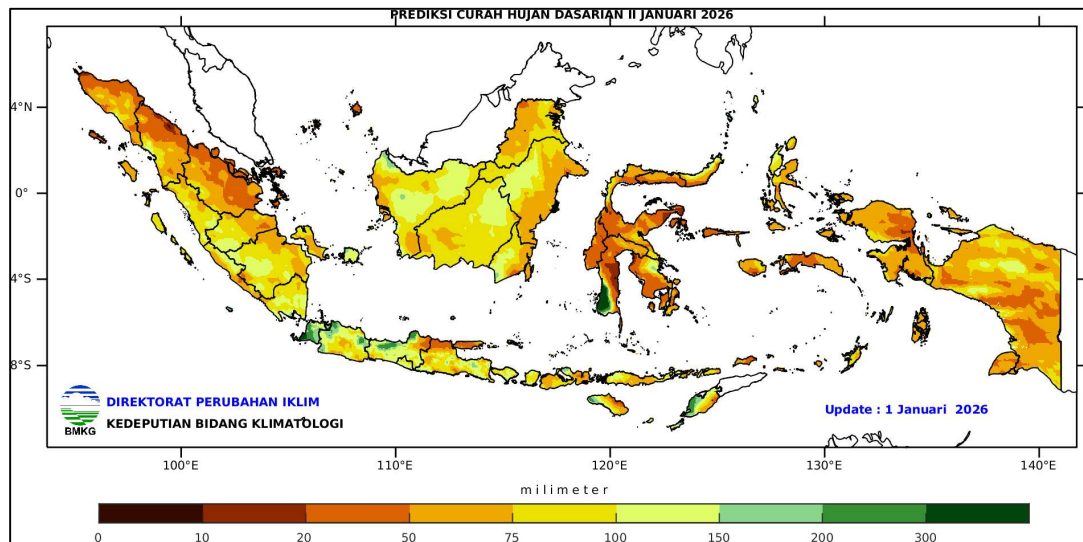 PREDIKSI CURAH HUJAN DASARIAN II JANUARI 2026
4°N
0°
4°S
8°S
DIREKTORAT PERUBAHAN IKLIM
KEDEPUTIAN BIDANG KLIMATOLOGI
BMKG
Update : 1 Januari 2026
100°E 110°E 120°E 130°E 140°E
milimeter
0 10 20 50 75 100 150 200 300